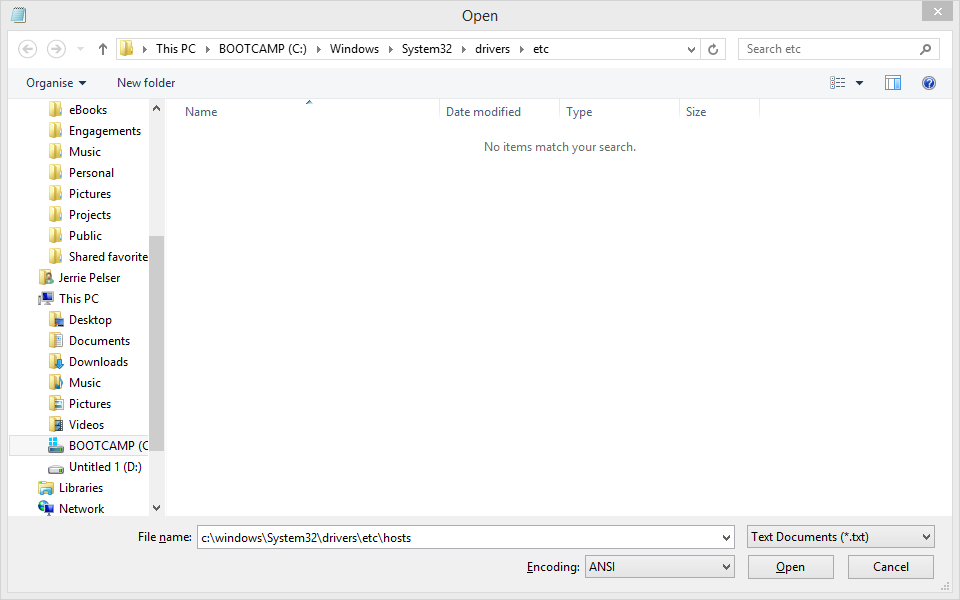 Open
This PC BOOTCAMP (C:) Windows System32 drivers etc
Search etc
Organise New folder
Name Date modified Type Size
No items match your search.
eBooks
Engagements
Music
Personal
Pictures
Projects
Public
Shared favorite
Jerrie Pelser
This PC
Desktop
Documents
Downloads
Music
Pictures
Videos
BOOTCAMP (C
Untitled 1 (D:)
Libraries
Network
File name: c:\windows\System32\drivers\etc\hosts Text Documents (*.txt)
Encoding: ANSI Open Cancel